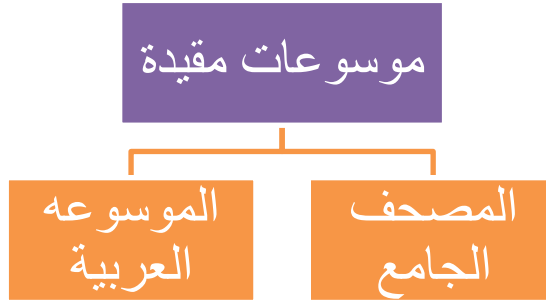 موسوعات مقيدة
المصحف
الجامع
الموسوعه
العربية